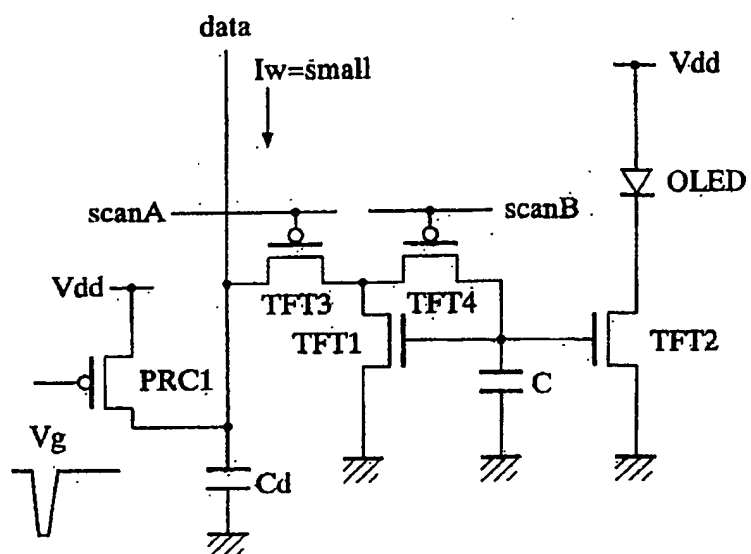 data
Iw=small
Vdd
OLED
scanA
scanB
Vdd
TFT3
TFT4
TFT1
TFT2
PRC1
C
Vg
Cd